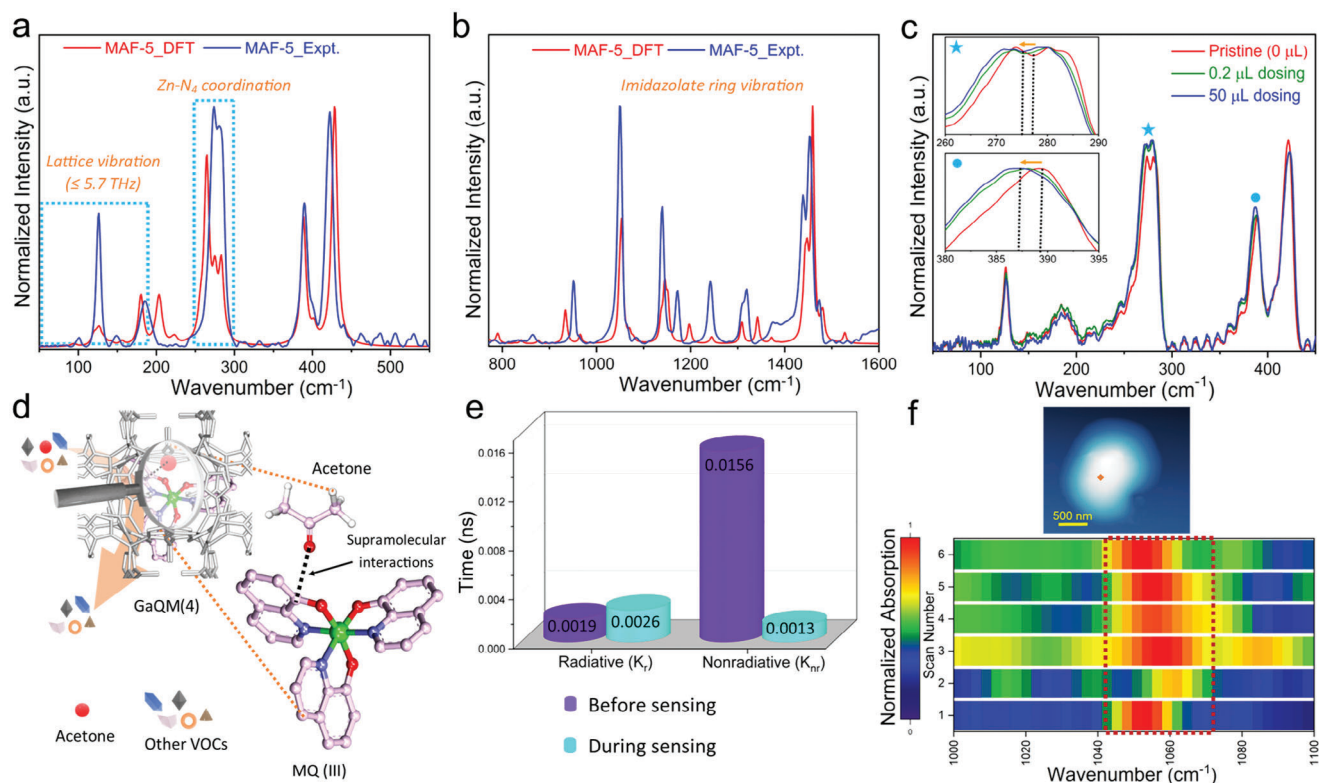 a
MAF-5_DFT
MAF-5_Expt.
Zn-N4 coordination
Lattice vibration
(≤ 5.7 THz)
Normalized Intensity (a.u.)
100 200 300 400 500
Wavenumber (cm-1)
b
MAF-5_DFT
MAF-5_Expt.
Imidazolate ring vibration
Normalized Intensity (a.u.)
800 1000 1200 1400 1600
Wavenumber (cm-1)
c
Pristine (0 μL)
0.2 μL dosing
50 μL dosing
260 270 280 290
380 385 390 395
Normalized Intensity (a.u.)
100 200 300 400
Wavenumber (cm-1)
d
Acetone
Supramolecular
interactions
GaQM(4)
Acetone
Other VOCs
MQ (III)
e
Time (ns)
0.016
0.012
0.008
0.004
0.000
0.0019
0.0026
0.0156
0.0013
Radiative (Kr)
Nonradiative (Knr)
Before sensing
During sensing
f
500 nm
Normalized Absorption
1
0
Scan Number
6
5
4
3
2
1
1000 1020 1040 1060 1080 1100
Wavenumber (cm-1)